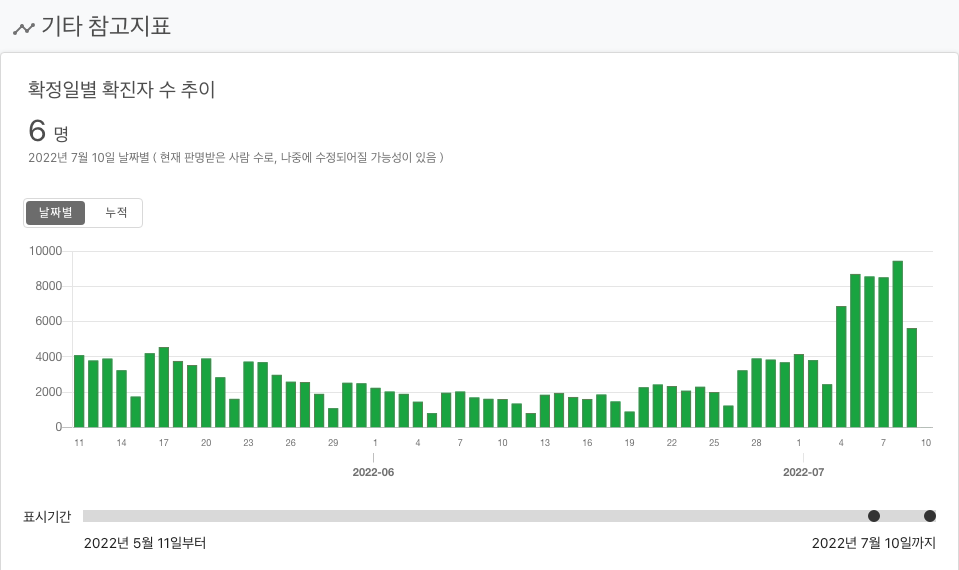 기타 참고지표
확정일별 확진자 수 추이
6 명
2022년 7월 10일 날짜별 ( 현재 판명받은 사람 수로, 나중에 수정되어질 가능성이 있음 )
날짜별 누적
10000
8000
6000
4000
2000
0
11 14 17 20 23 26 29 1 4 7 10 13 16 19 22 25 28 1 4 7 10
2022-06 2022-07
표시기간
2022년 5월 11일부터 2022년 7월 10일까지